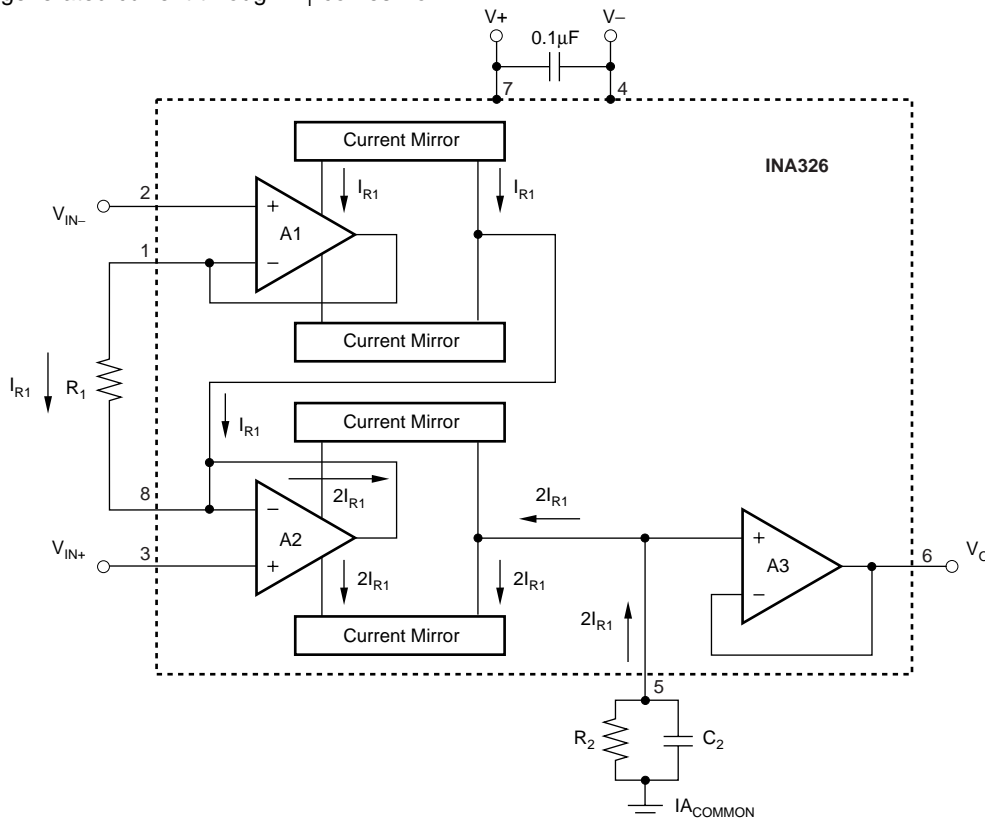 V+
V−
0.1µF
7
4
Current Mirror
INA326
I_R1
I_R1
2
V_IN−
+
A1
1
−
Current Mirror
I_R1
R_1
Current Mirror
I_R1
2I_R1
8
−
2I_R1
V_IN+
3
A2
+
+
A3
6
−
2I_R1
2I_R1
2I_R1
Current Mirror
5
R_2
C_2
IA_COMMON